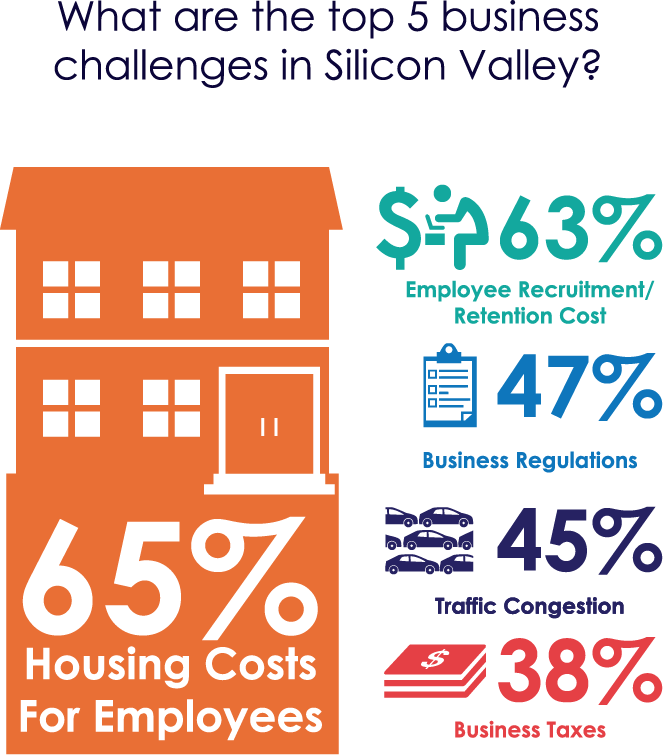 What are the top 5 business
challenges in Silicon Valley?
65%
Housing Costs
For Employees
$ 63%
Employee Recruitment/
Retention Cost
47%
Business Regulations
45%
Traffic Congestion
$ 38%
Business Taxes